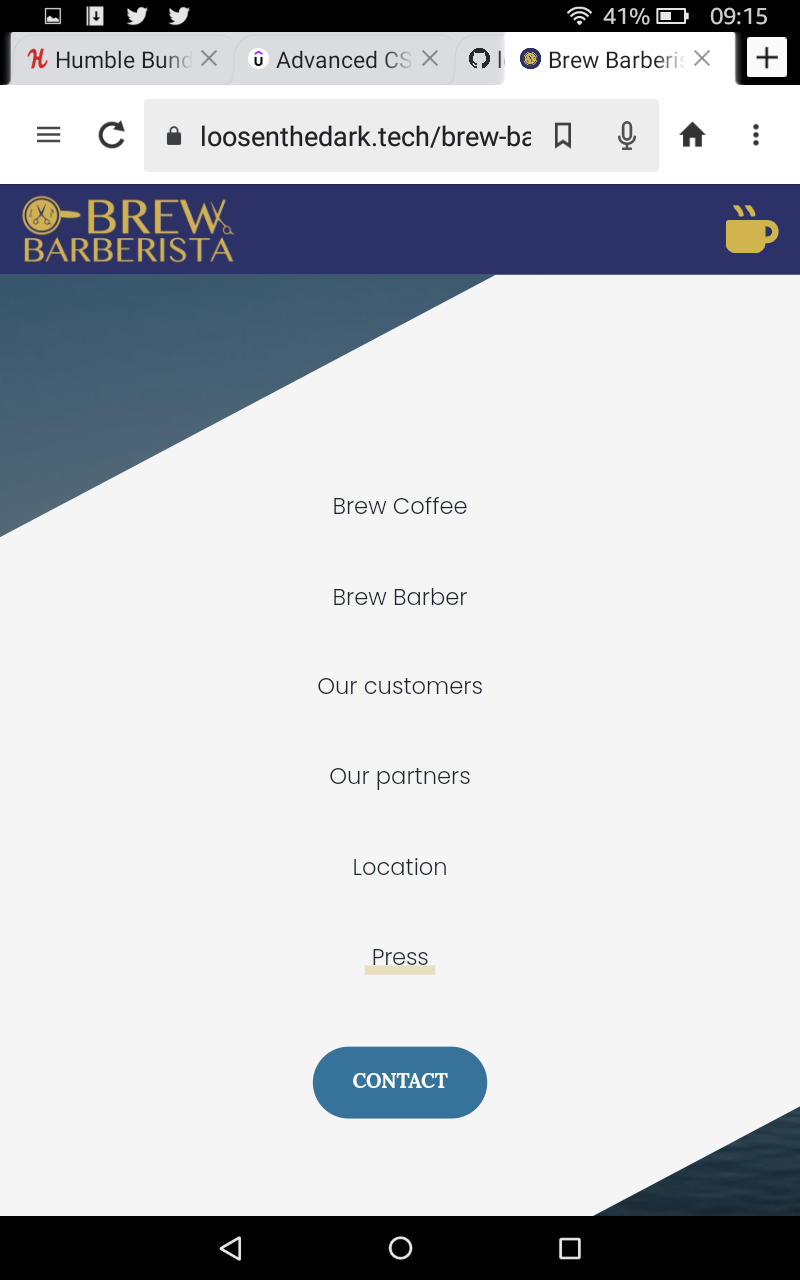 41% 09:15
Humble Bund Advanced CS Brew Barberis
loosenthedark.tech/brew-ba
BREW
BARBERISTA
Brew Coffee
Brew Barber
Our customers
Our partners
Location
Press
CONTACT